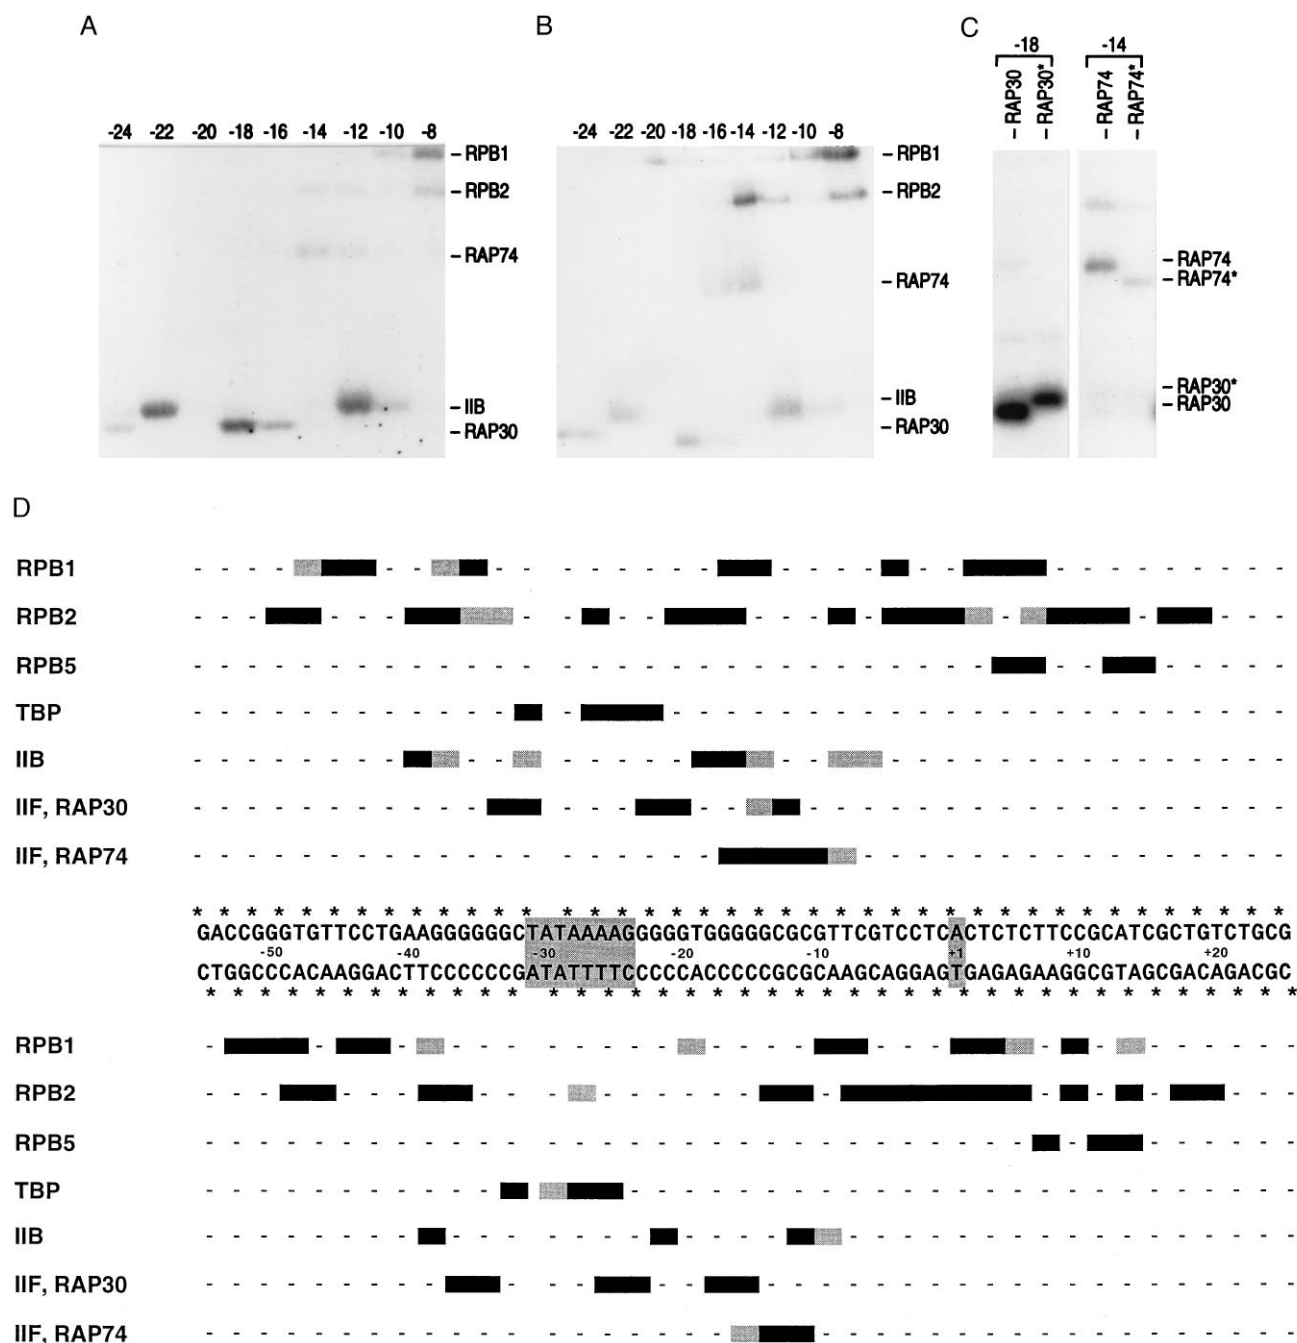 A
-24 -22 -20 -18 -16 -14 -12 -10 -8
– RPB1
– RPB2
– RAP74
– IIB
– RAP30
B
-24 -22 -20 -18 -16 -14 -12 -10 -8
– RPB1
– RPB2
– RAP74
– IIB
– RAP30
C
-18 -14
– RAP30
– RAP30*
– RAP74
– RAP74*
– RAP74
– RAP74*
– RAP30*
– RAP30
D
RPB1
RPB2
RPB5
TBP
IIB
IIF, RAP30
IIF, RAP74
* * * * * * * * * * * * * * * * * * * * * * * * * * * * * * * * * * * * * * *
GACCGGGTGTTCCTGAAGGGGGGCTATAAAAGGGGGTGGGGGCGCGTTCGTCCTCACTCTCTTCCGCATCGCTGTCTGCG
-50 -40 -30 -20 -10 +1 +10 +20
CTGGCCCACAAGGACTTCCCCCCGATATTTTCCCCCACCCCCGCGCAAGCAGGAGTGAGAGAAGGCGTAGCGACAGACGC
* * * * * * * * * * * * * * * * * * * * * * * * * * * * * * * * * * * * * * *
RPB1
RPB2
RPB5
TBP
IIB
IIF, RAP30
IIF, RAP74